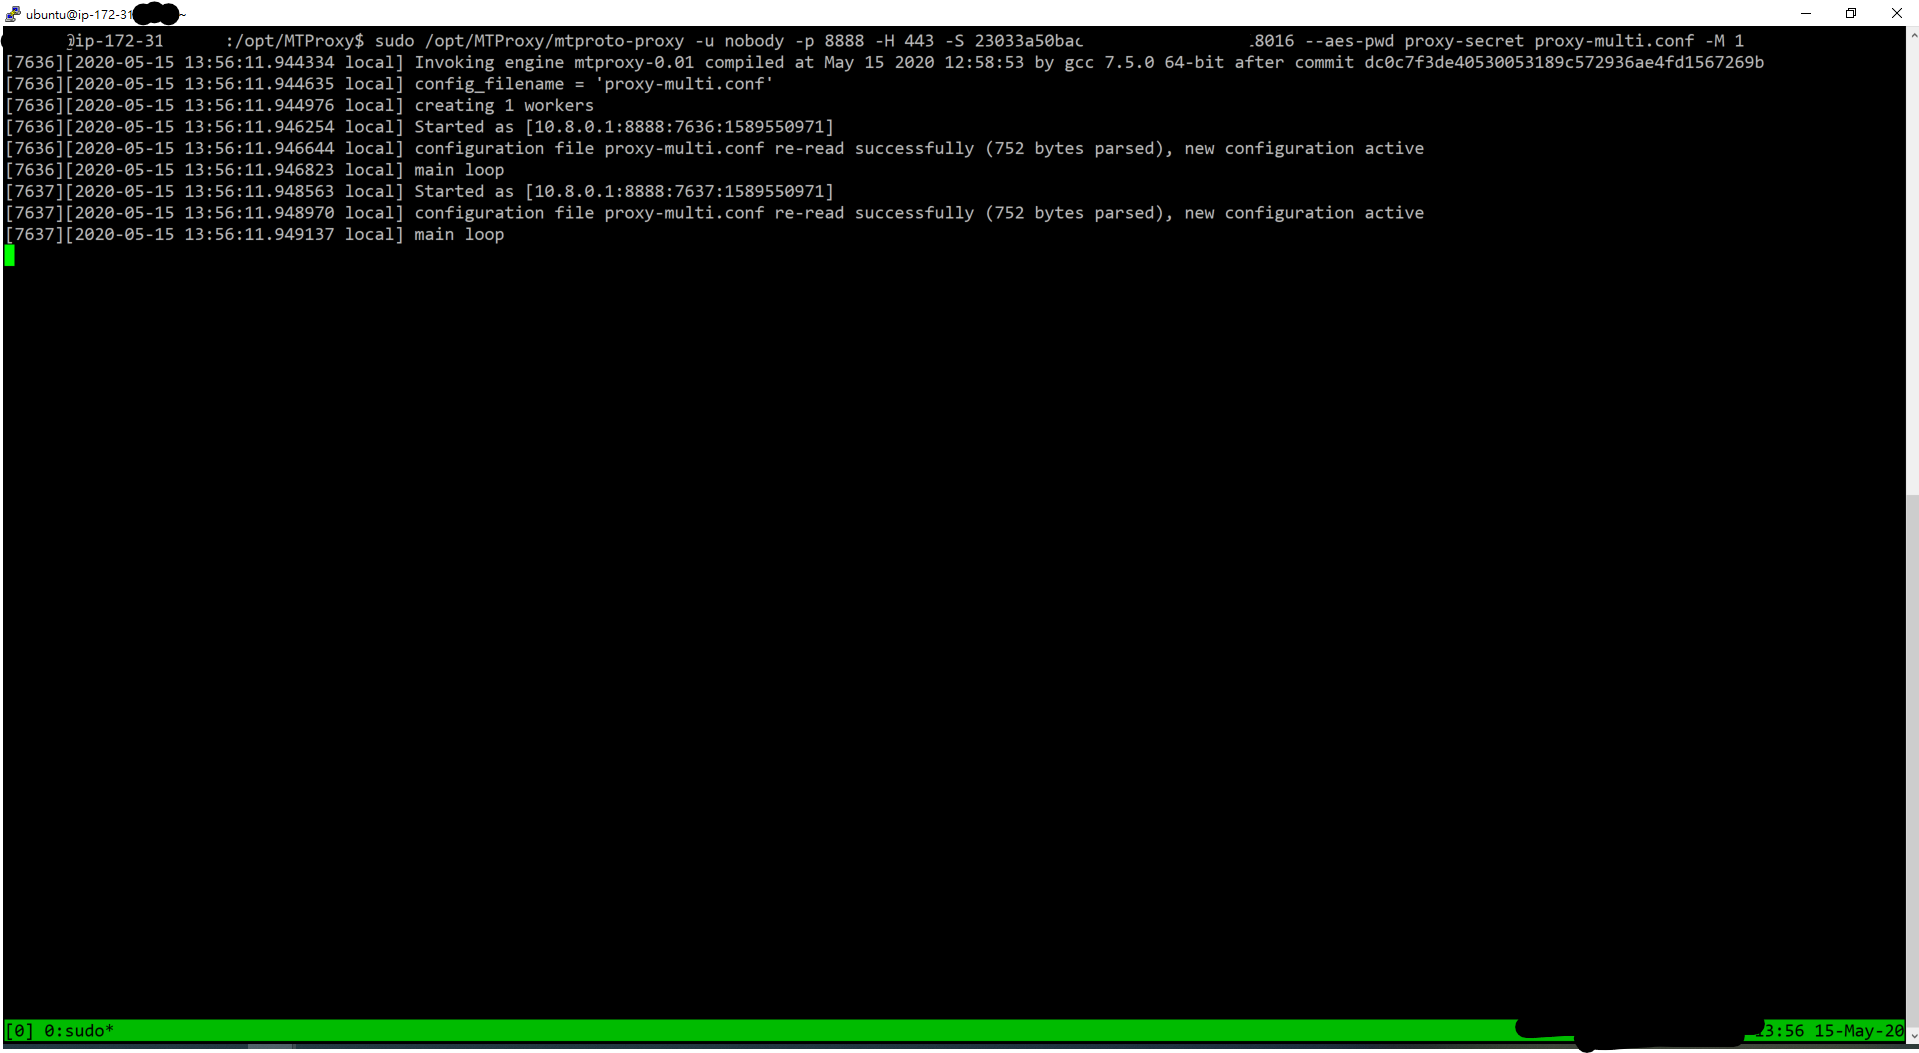 ubuntu@ip-172-31 ~
@ip-172-31 :/opt/MTProxy$ sudo /opt/MTProxy/mtproto-proxy -u nobody -p 8888 -H 443 -S 23033a50bac 8016 --aes-pwd proxy-secret proxy-multi.conf -M 1
[7636][2020-05-15 13:56:11.944334 local] Invoking engine mtproxy-0.01 compiled at May 15 2020 12:58:53 by gcc 7.5.0 64-bit after commit dc0c7f3de40530053189c572936ae4fd1567269b
[7636][2020-05-15 13:56:11.944635 local] config_filename = 'proxy-multi.conf'
[7636][2020-05-15 13:56:11.944976 local] creating 1 workers
[7636][2020-05-15 13:56:11.946254 local] Started as [10.8.0.1:8888:7636:1589550971]
[7636][2020-05-15 13:56:11.946644 local] configuration file proxy-multi.conf re-read successfully (752 bytes parsed), new configuration active
[7636][2020-05-15 13:56:11.946823 local] main loop
[7637][2020-05-15 13:56:11.948563 local] Started as [10.8.0.1:8888:7637:1589550971]
[7637][2020-05-15 13:56:11.948970 local] configuration file proxy-multi.conf re-read successfully (752 bytes parsed), new configuration active
[7637][2020-05-15 13:56:11.949137 local] main loop
[0] 0:sudo* 13:56 15-May-20